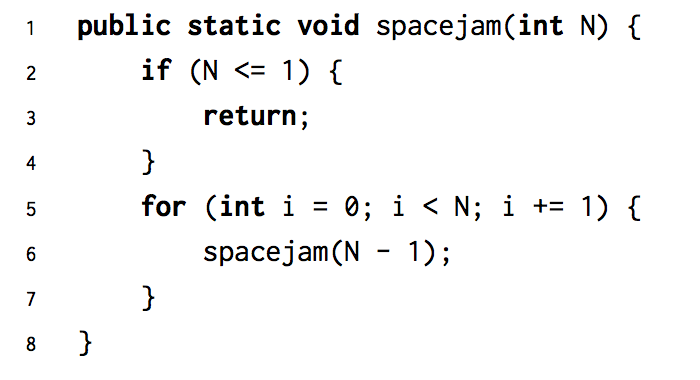 1 public static void spacejam(int N) {
2 if (N <= 1) {
3 return;
4 }
5 for (int i = 0; i < N; i += 1) {
6 spacejam(N - 1);
7 }
8 }